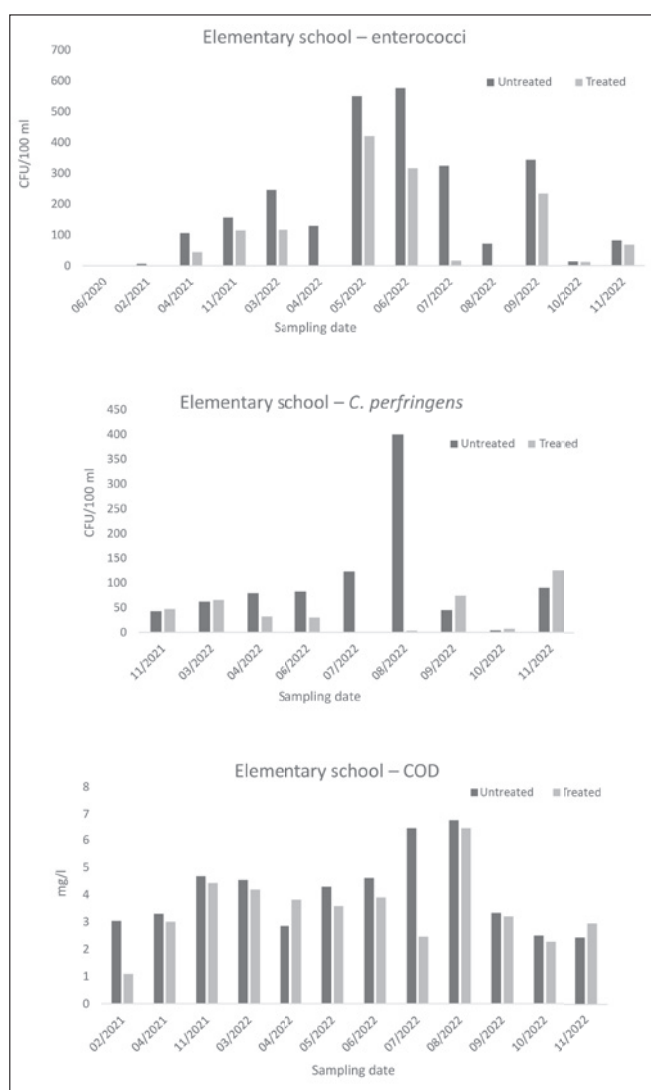 Elementary school – enterococci
700
600
500
400
300
200
100
0
CFU/100 ml
Untreated Treated
06/2020 02/2021 04/2021 11/2021 03/2022 04/2022 05/2022 06/2022 07/2022 08/2022 09/2022 10/2022 11/2022
Sampling date
Elementary school – C. perfringens
450
400
350
300
250
200
150
100
50
0
CFU/100 ml
Untreated Treated
11/2021 03/2022 04/2022 06/2022 07/2022 08/2022 09/2022 10/2022 11/2022
Sampling date
Elementary school – COD
8
7
6
5
4
3
2
1
0
mg/l
Untreated Treated
02/2021 04/2021 11/2021 03/2022 04/2022 05/2022 06/2022 07/2022 08/2022 09/2022 10/2022 11/2022
Sampling date